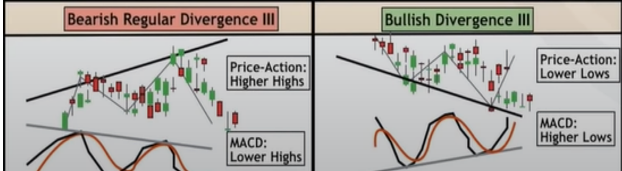 Bearish Regular Divergence III
Price-Action:
Higher Highs
MACD:
Lower Highs
Bullish Divergence III
Price-Action:
Lower Lows
MACD:
Higher Lows